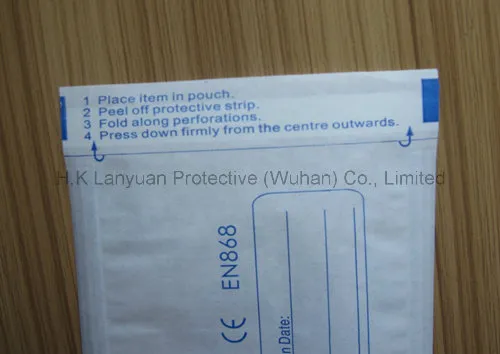 1 Place item in pouch.
2 Peel off protective strip.
3 Fold along perforations.
4 Press down firmly from the centre outwards.
H.K Lanyuan Protective (Wuhan) Co., Limited
CE EN868
Date: